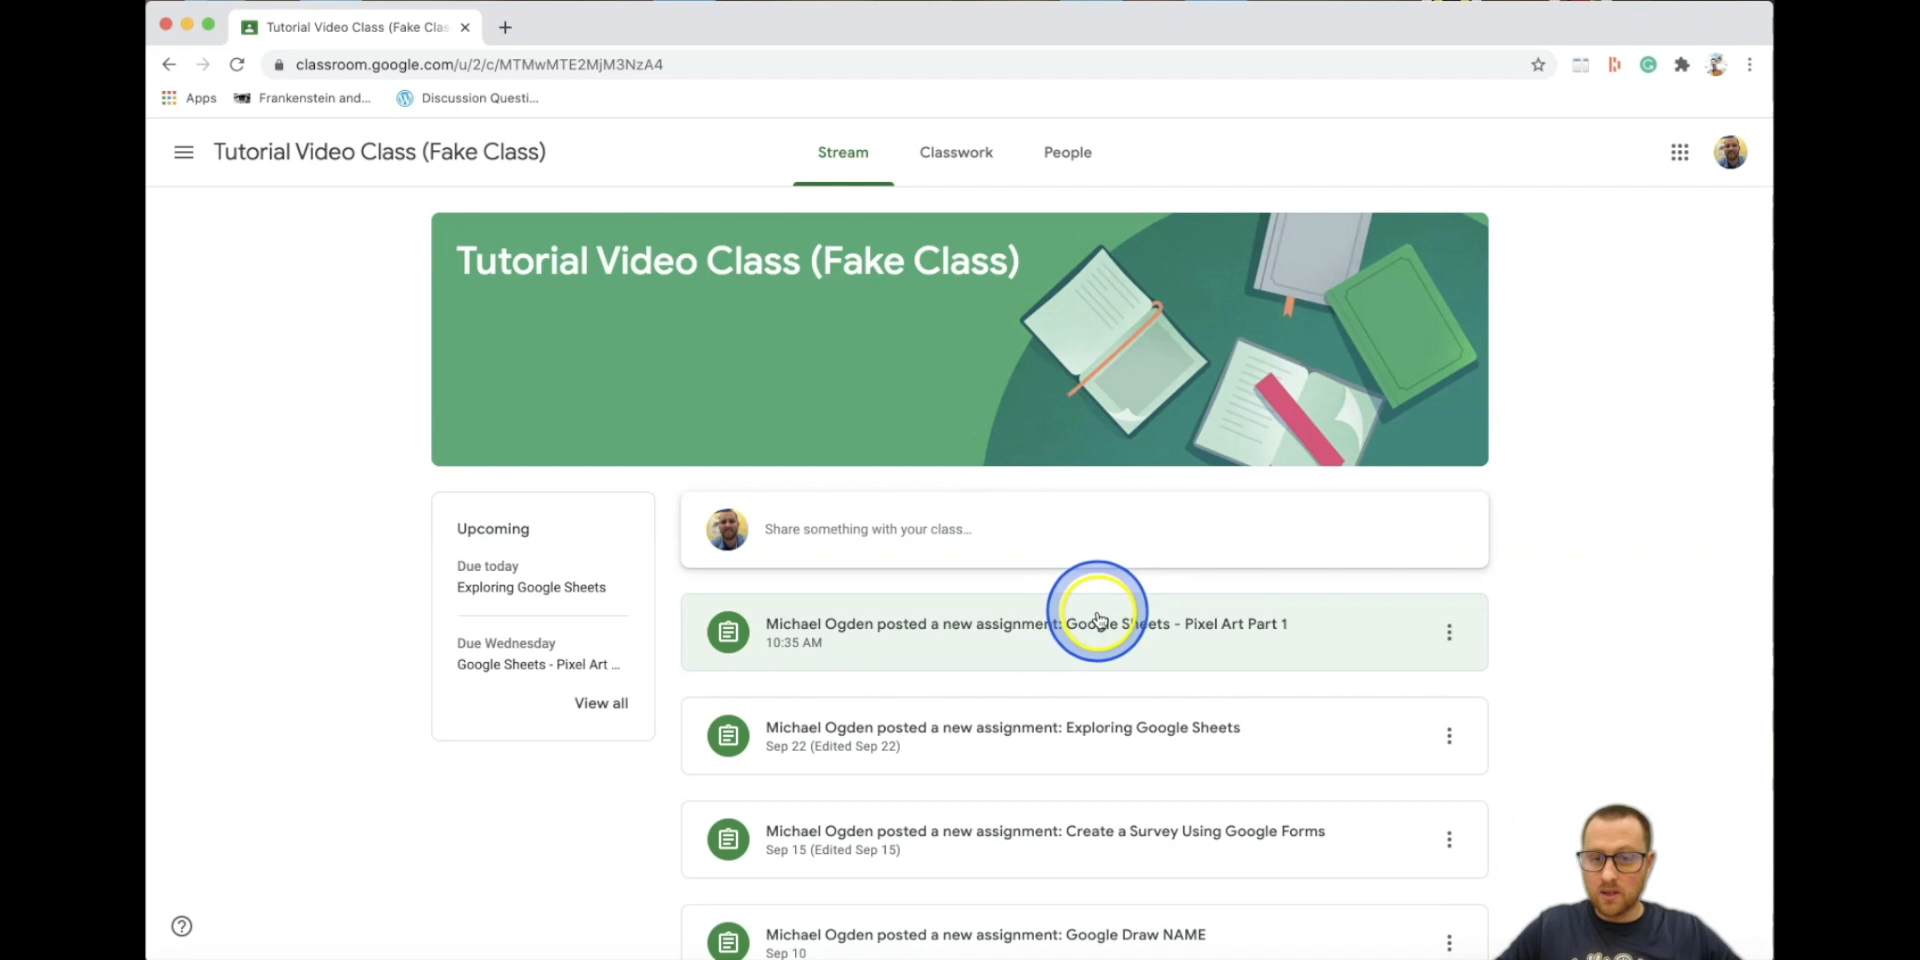 Tutorial Video Class (Fake Clas
classroom.google.com/u/2/c/MTMwMTE2MjM3NzA4
Apps
Frankenstein and...
Discussion Questi...
Tutorial Video Class (Fake Class)
Stream
Classwork
People
Tutorial Video Class (Fake Class)
Upcoming
Due today
Exploring Google Sheets
Due Wednesday
Google Sheets - Pixel Art ...
View all
Share something with your class...
Michael Ogden posted a new assignment: Google Sheets - Pixel Art Part 1
10:35 AM
Michael Ogden posted a new assignment: Exploring Google Sheets
Sep 22 (Edited Sep 22)
Michael Ogden posted a new assignment: Create a Survey Using Google Forms
Sep 15 (Edited Sep 15)
Michael Ogden posted a new assignment: Google Draw NAME
Sep 10